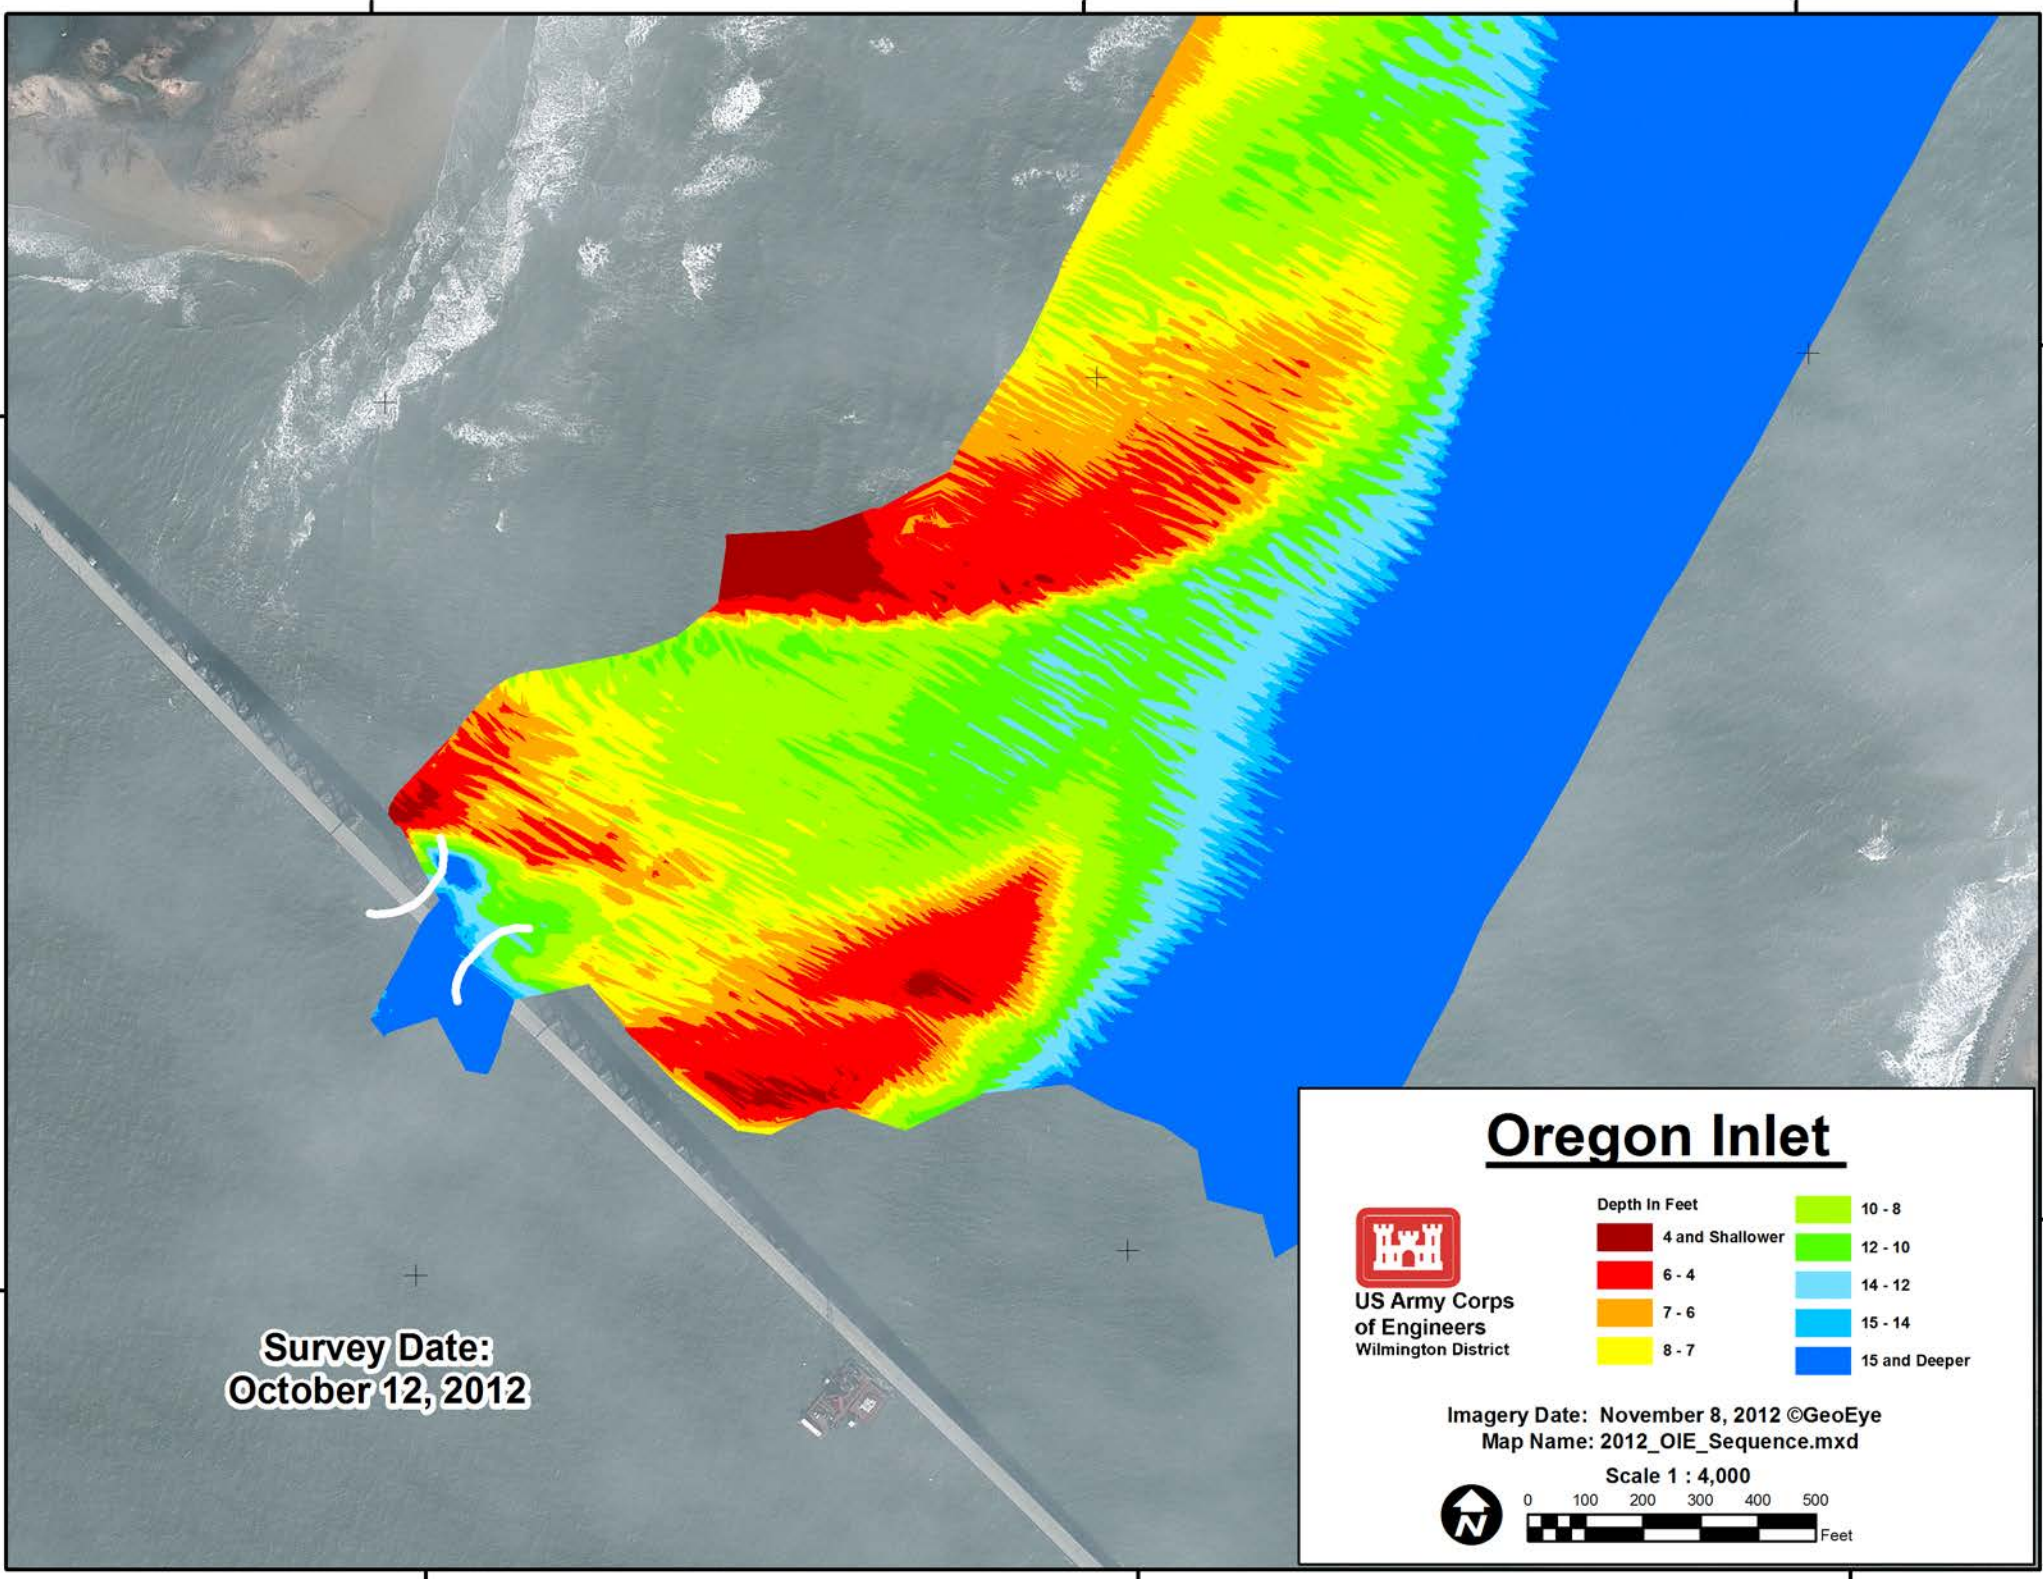 Survey Date:
October 12, 2012
Oregon Inlet
US Army Corps
of Engineers
Wilmington District
Depth In Feet
4 and Shallower
6 - 4
7 - 6
8 - 7
10 - 8
12 - 10
14 - 12
15 - 14
15 and Deeper
Imagery Date: November 8, 2012 ©GeoEye
Map Name: 2012_OIE_Sequence.mxd
Scale 1 : 4,000
N
0 100 200 300 400 500
Feet